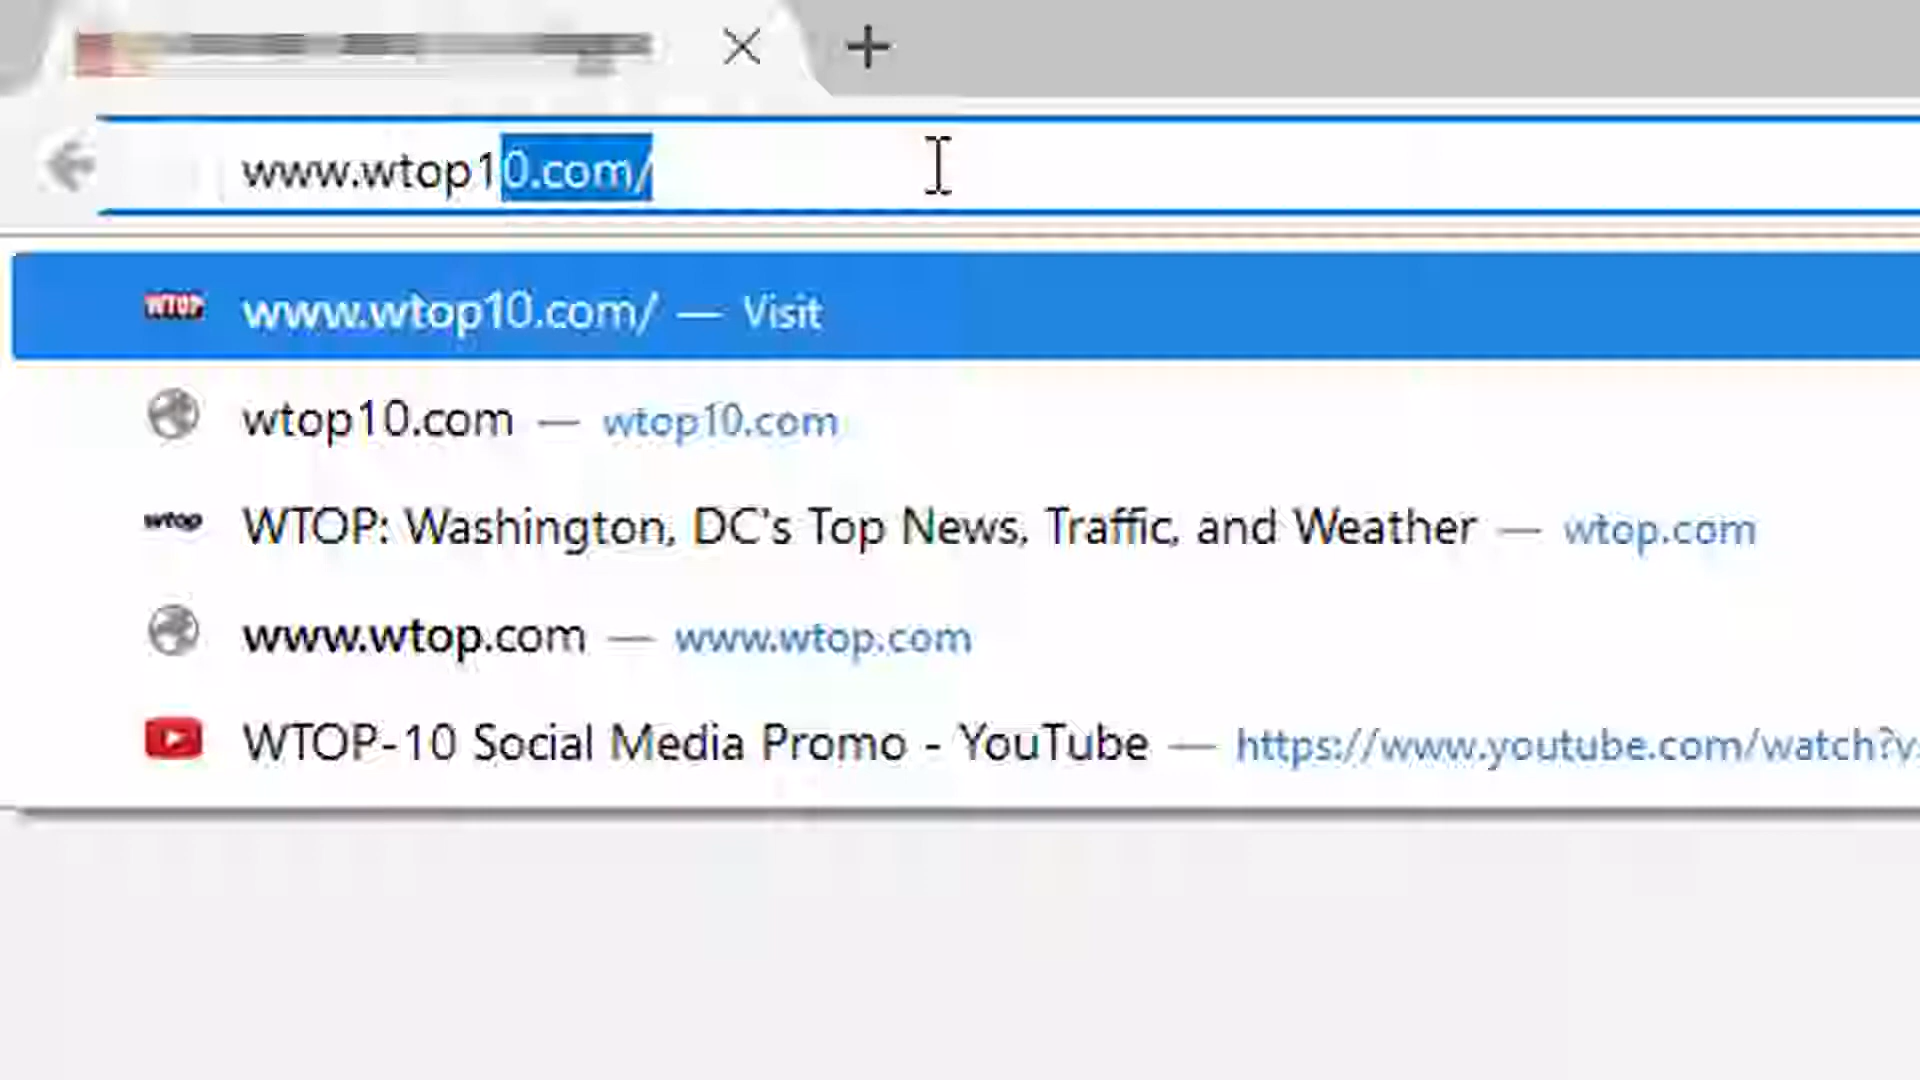 www.wtop10.com/
WTOP www.wtop10.com/ — Visit
wtop10.com — wtop10.com
wtop WTOP: Washington, DC's Top News, Traffic, and Weather — wtop.com
www.wtop.com — www.wtop.com
WTOP-10 Social Media Promo - YouTube — https://www.youtube.com/watch?v